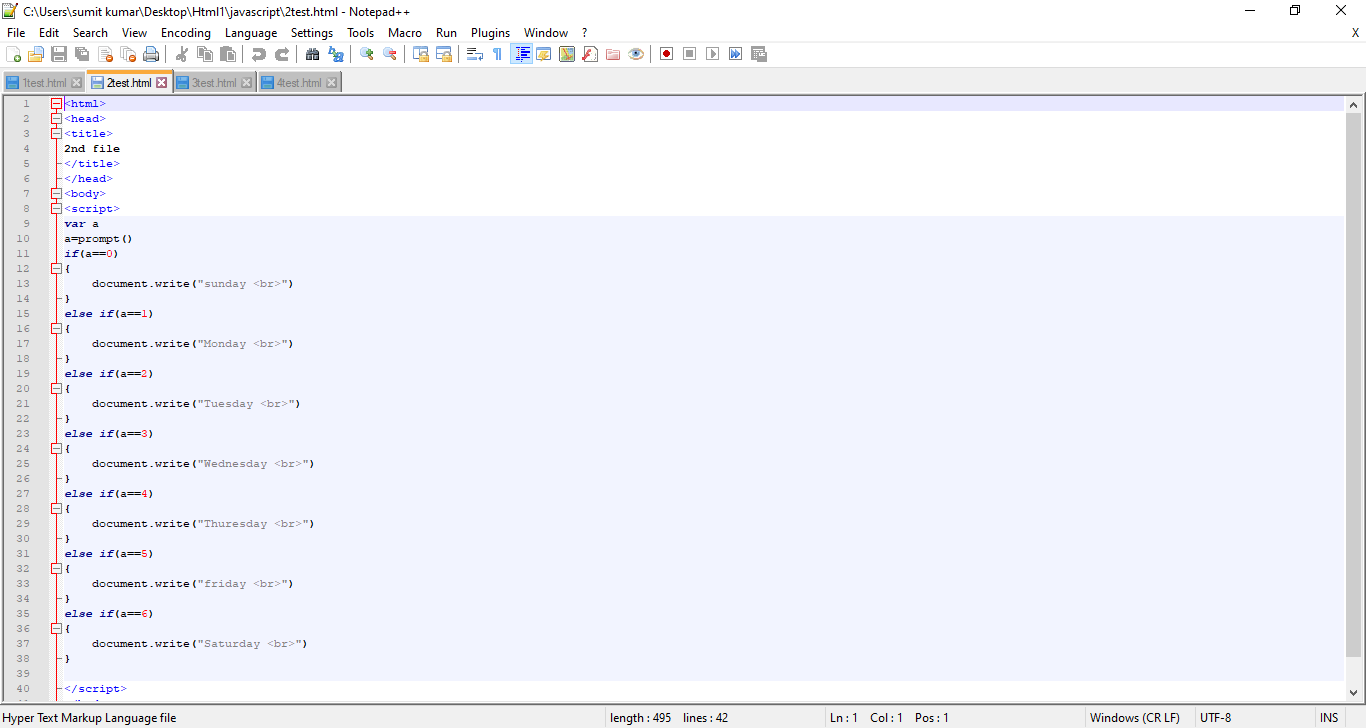 C:\Users\sumit kumar\Desktop\Html1\javascript\2test.html - Notepad++
File Edit Search View Encoding Language Settings Tools Macro Run Plugins Window ? X
1test.html 2test.html 3test.html 4test.html
1 <html>
2 <head>
3 <title>
4 2nd file
5 </title>
6 </head>
7 <body>
8 <script>
9 var a
10 a=prompt()
11 if(a==0)
12 {
13 document.write("sunday <br>")
14 }
15 else if(a==1)
16 {
17 document.write("Monday <br>")
18 }
19 else if(a==2)
20 {
21 document.write("Tuesday <br>")
22 }
23 else if(a==3)
24 {
25 document.write("Wednesday <br>")
26 }
27 else if(a==4)
28 {
29 document.write("Thuresday <br>")
30 }
31 else if(a==5)
32 {
33 document.write("friday <br>")
34 }
35 else if(a==6)
36 {
37 document.write("Saturday <br>")
38 }
39
40 </script>
Hyper Text Markup Language file length : 495 lines : 42 Ln : 1 Col : 1 Pos : 1 Windows (CR LF) UTF-8 INS